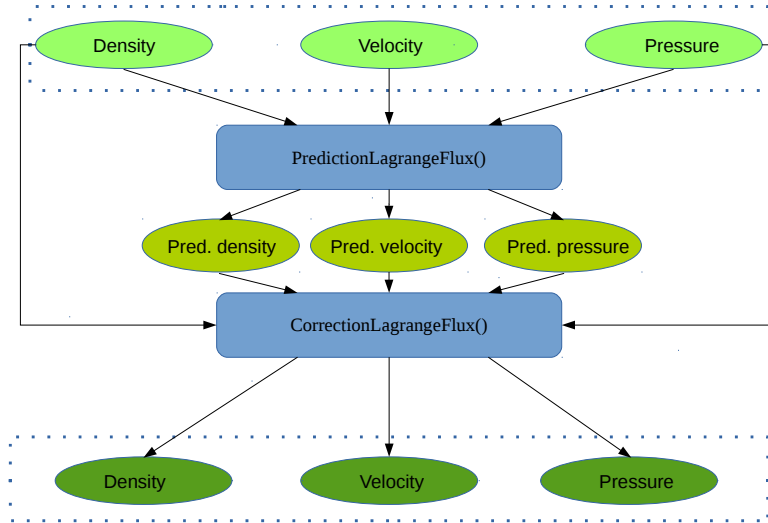 Density
Velocity
Pressure
PredictionLagrangeFlux()
Pred. density
Pred. velocity
Pred. pressure
CorrectionLagrangeFlux()
Density
Velocity
Pressure